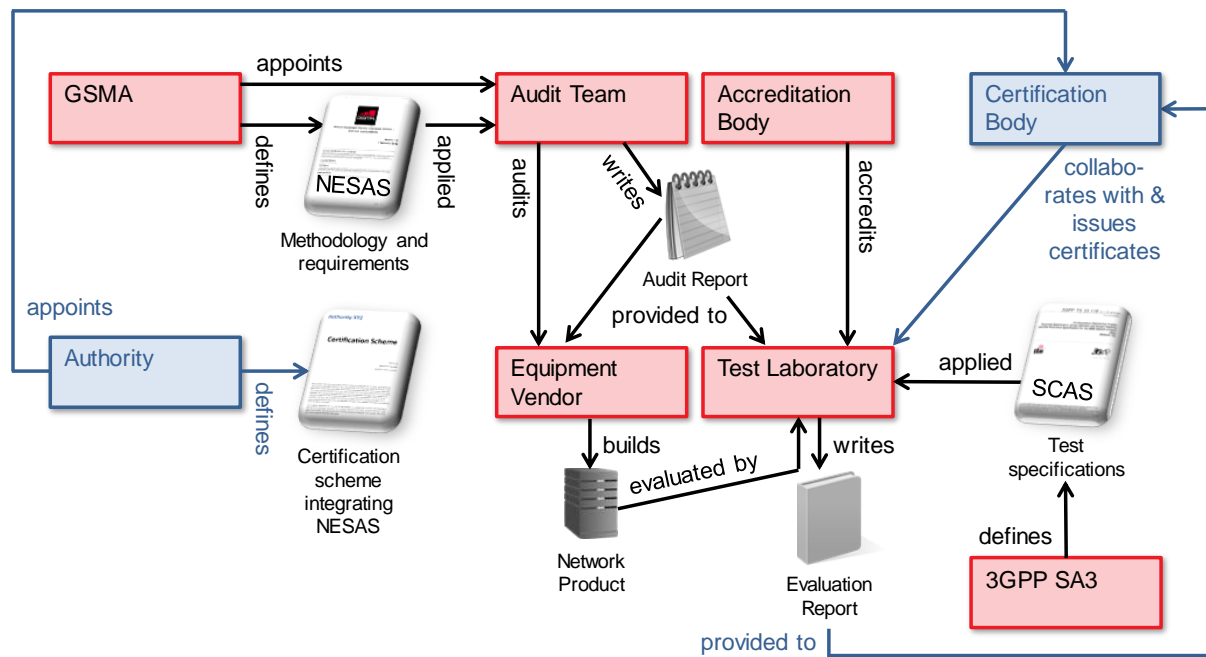 appoints
GSMA
Audit Team
Accreditation
Body
Certification
Body
defines
NESAS
applied
audits
writes
accredits
collabo-
rates with &
issues
certificates
Methodology and
requirements
Audit Report
appoints
provided to
Authority XYZ
Certification Scheme
Authority
defines
Equipment
Vendor
Test Laboratory
applied
SCAS
Certification
scheme
integrating
NESAS
builds
evaluated by
writes
Test
specifications
Network
Product
Evaluation
Report
defines
3GPP SA3
provided to